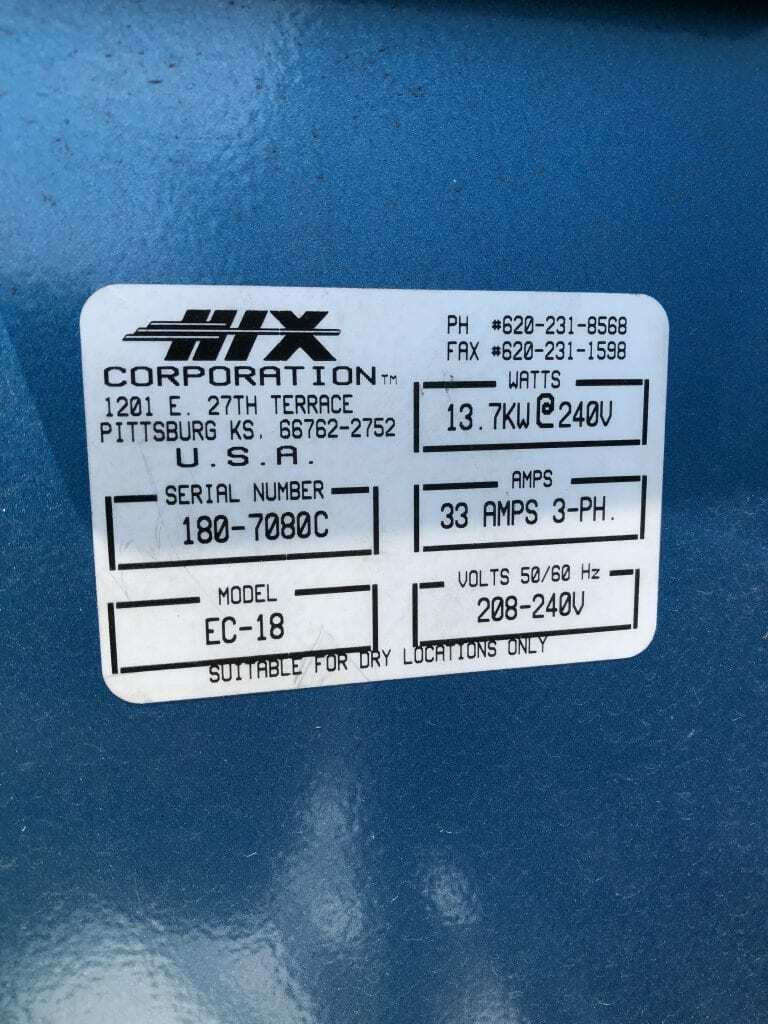 HIX
CORPORATION™
1201 E. 27TH TERRACE
PITTSBURG KS. 66762-2752
U.S.A.
PH #620-231-8568
FAX #620-231-1598
WATTS
13.7KW@240V
SERIAL NUMBER
180-7080C
AMPS
33 AMPS 3-PH.
MODEL
EC-18
VOLTS 50/60 Hz
208-240V
SUITABLE FOR DRY LOCATIONS ONLY